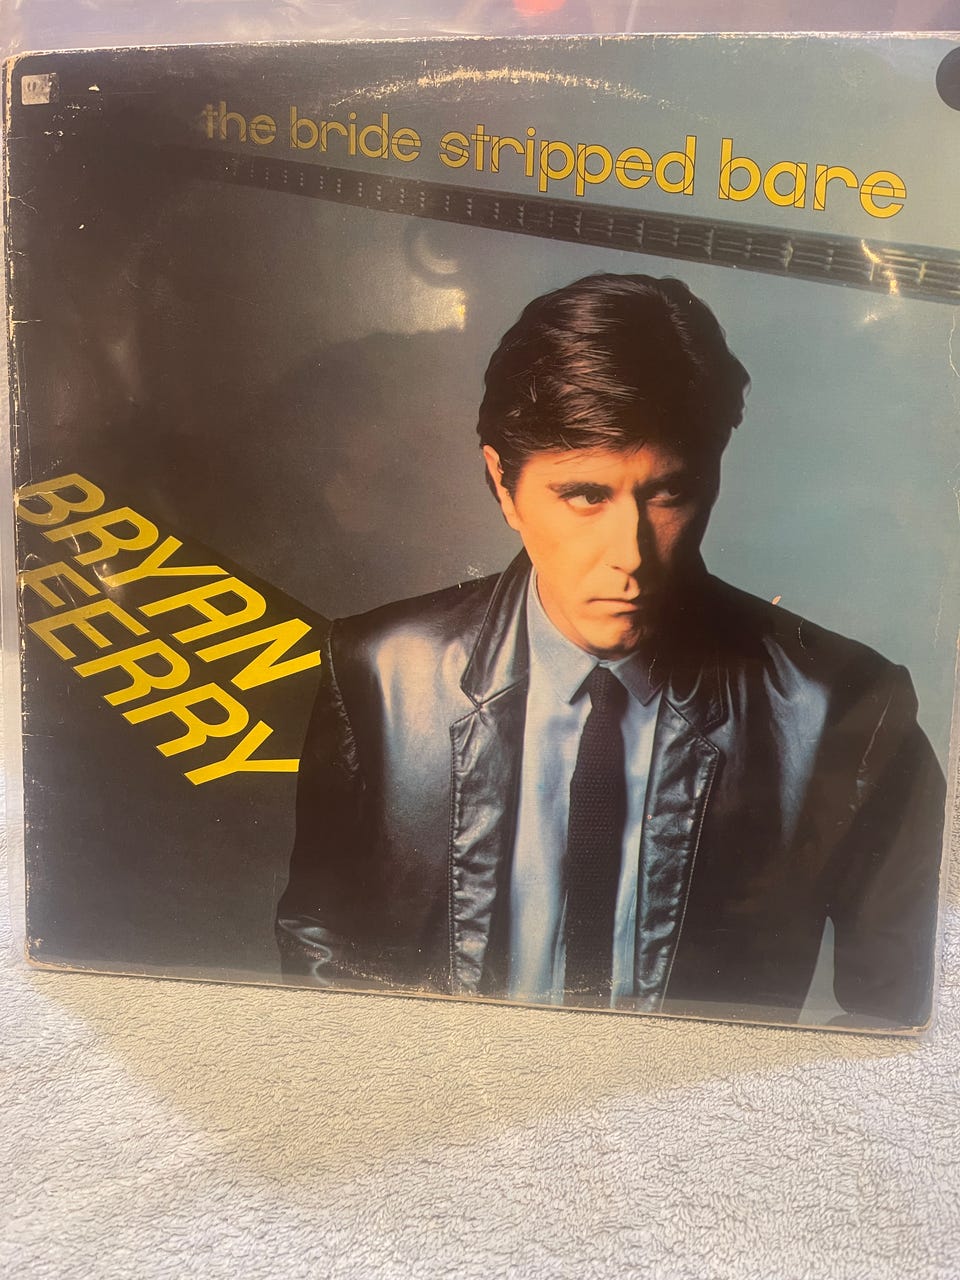 the bride stripped bare
BRYAN
FERRY